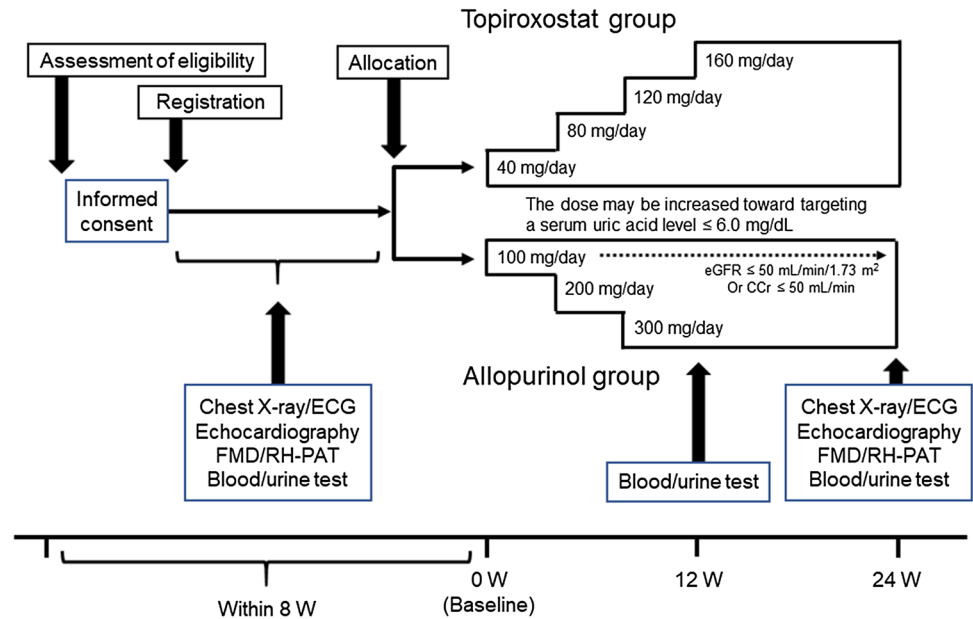 Topiroxostat group
Assessment of eligibility
Allocation
Registration
160 mg/day
120 mg/day
80 mg/day
40 mg/day
Informed
consent
The dose may be increased toward targeting
a serum uric acid level ≤ 6.0 mg/dL
100 mg/day
eGFR ≤ 50 mL/min/1.73 m²
Or CCr ≤ 50 mL/min
200 mg/day
300 mg/day
Allopurinol group
Chest X-ray/ECG
Echocardiography
FMD/RH-PAT
Blood/urine test
Blood/urine test
Chest X-ray/ECG
Echocardiography
FMD/RH-PAT
Blood/urine test
0 W
(Baseline)
12 W
24 W
Within 8 W